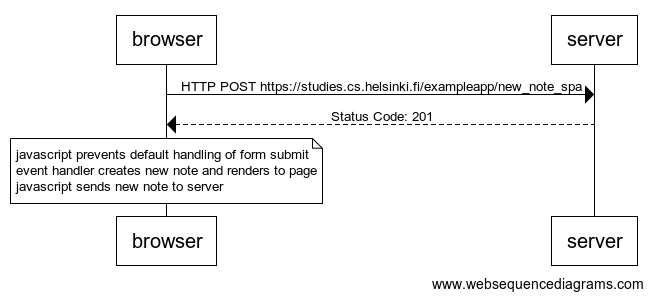 browser
server
HTTP POST https://studies.cs.helsinki.fi/exampleapp/new_note_spa
Status Code: 201
javascript prevents default handling of form submit
event handler creates new note and renders to page
javascript sends new note to server
browser
server
www.websequencediagrams.com